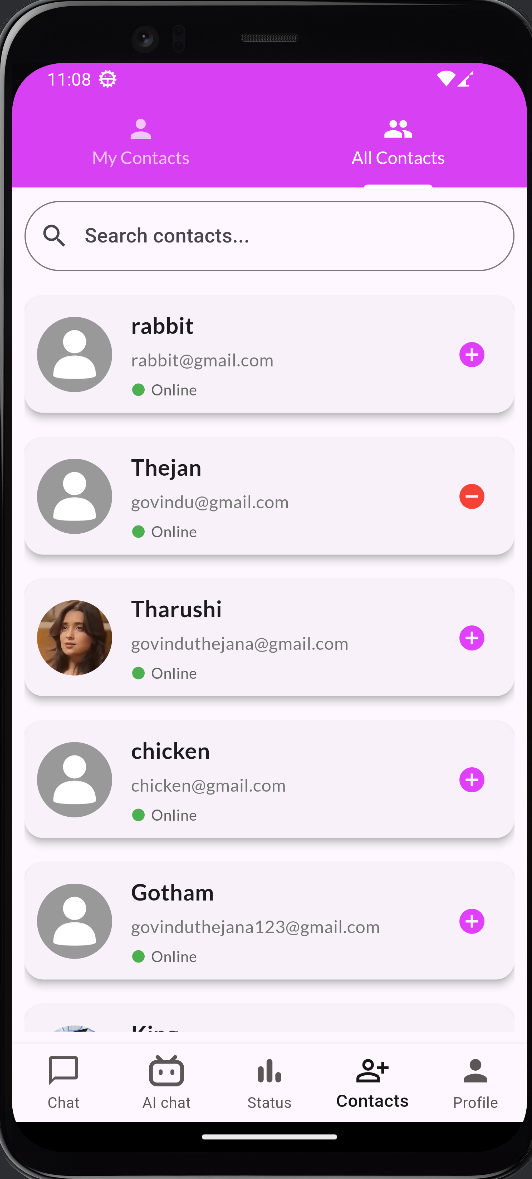 11:08
My Contacts
All Contacts
Search contacts...
rabbit
rabbit@gmail.com
Online
Thejan
govindu@gmail.com
Online
Tharushi
govinduthejana@gmail.com
Online
chicken
chicken@gmail.com
Online
Gotham
govinduthejana123@gmail.com
Online
King
Chat
AI chat
Status
Contacts
Profile